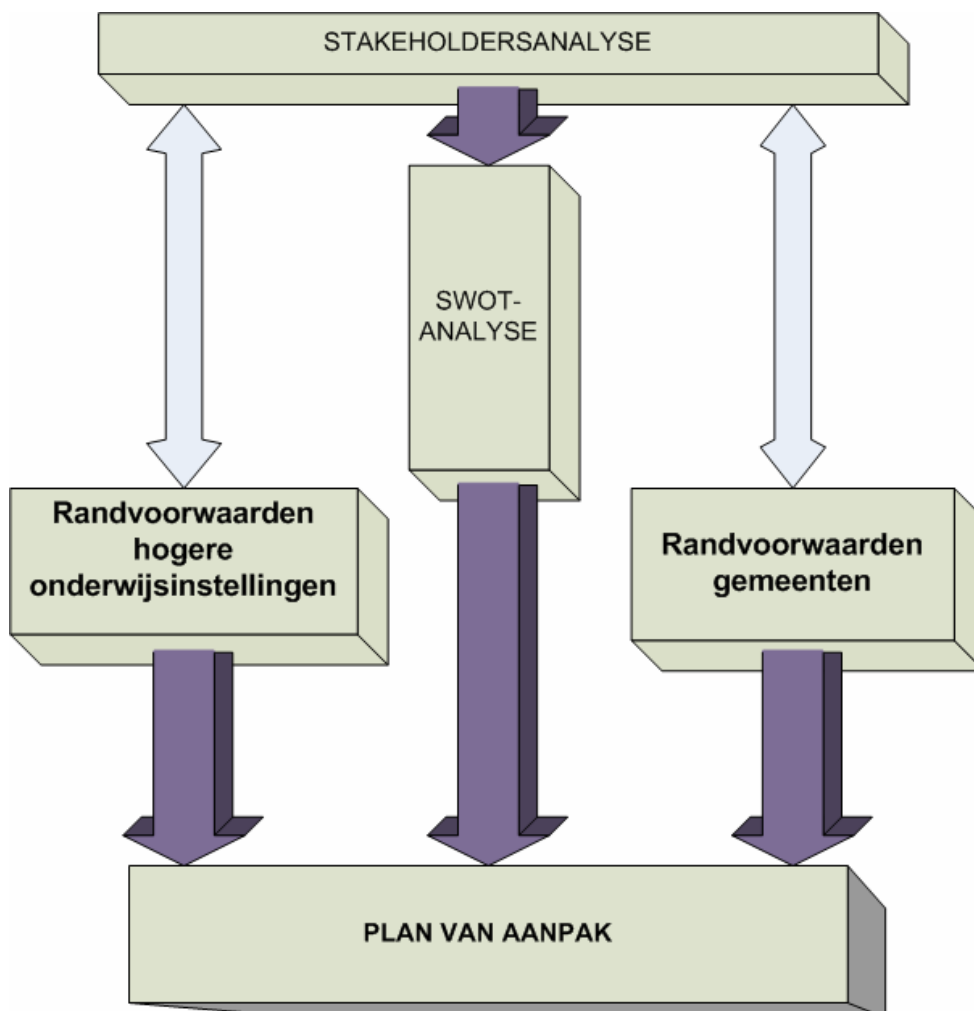 STAKEHOLDERSANALYSE
SWOT-
ANALYSE
Randvoorwaarden
hogere
onderwijsinstellingen
Randvoorwaarden
gemeenten
PLAN VAN AANPAK